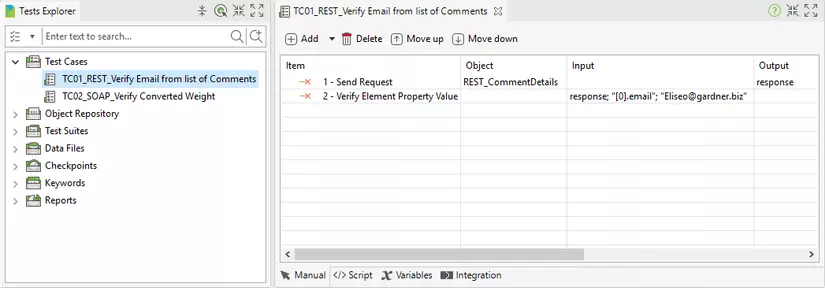 Tests Explorer
Enter text to search...
Test Cases
TC01_REST_Verify Email from list of Comments
TC02_SOAP_Verify Converted Weight
Object Repository
Test Suites
Data Files
Checkpoints
Keywords
Reports
TC01_REST_Verify Email from list of Comments
Add Delete Move up Move down
Item Object Input Output
1 - Send Request REST_CommentDetails response
2 - Verify Element Property Value response; "[0].email"; "Eliseo@gardner.biz"
Manual </> Script Variables Integration